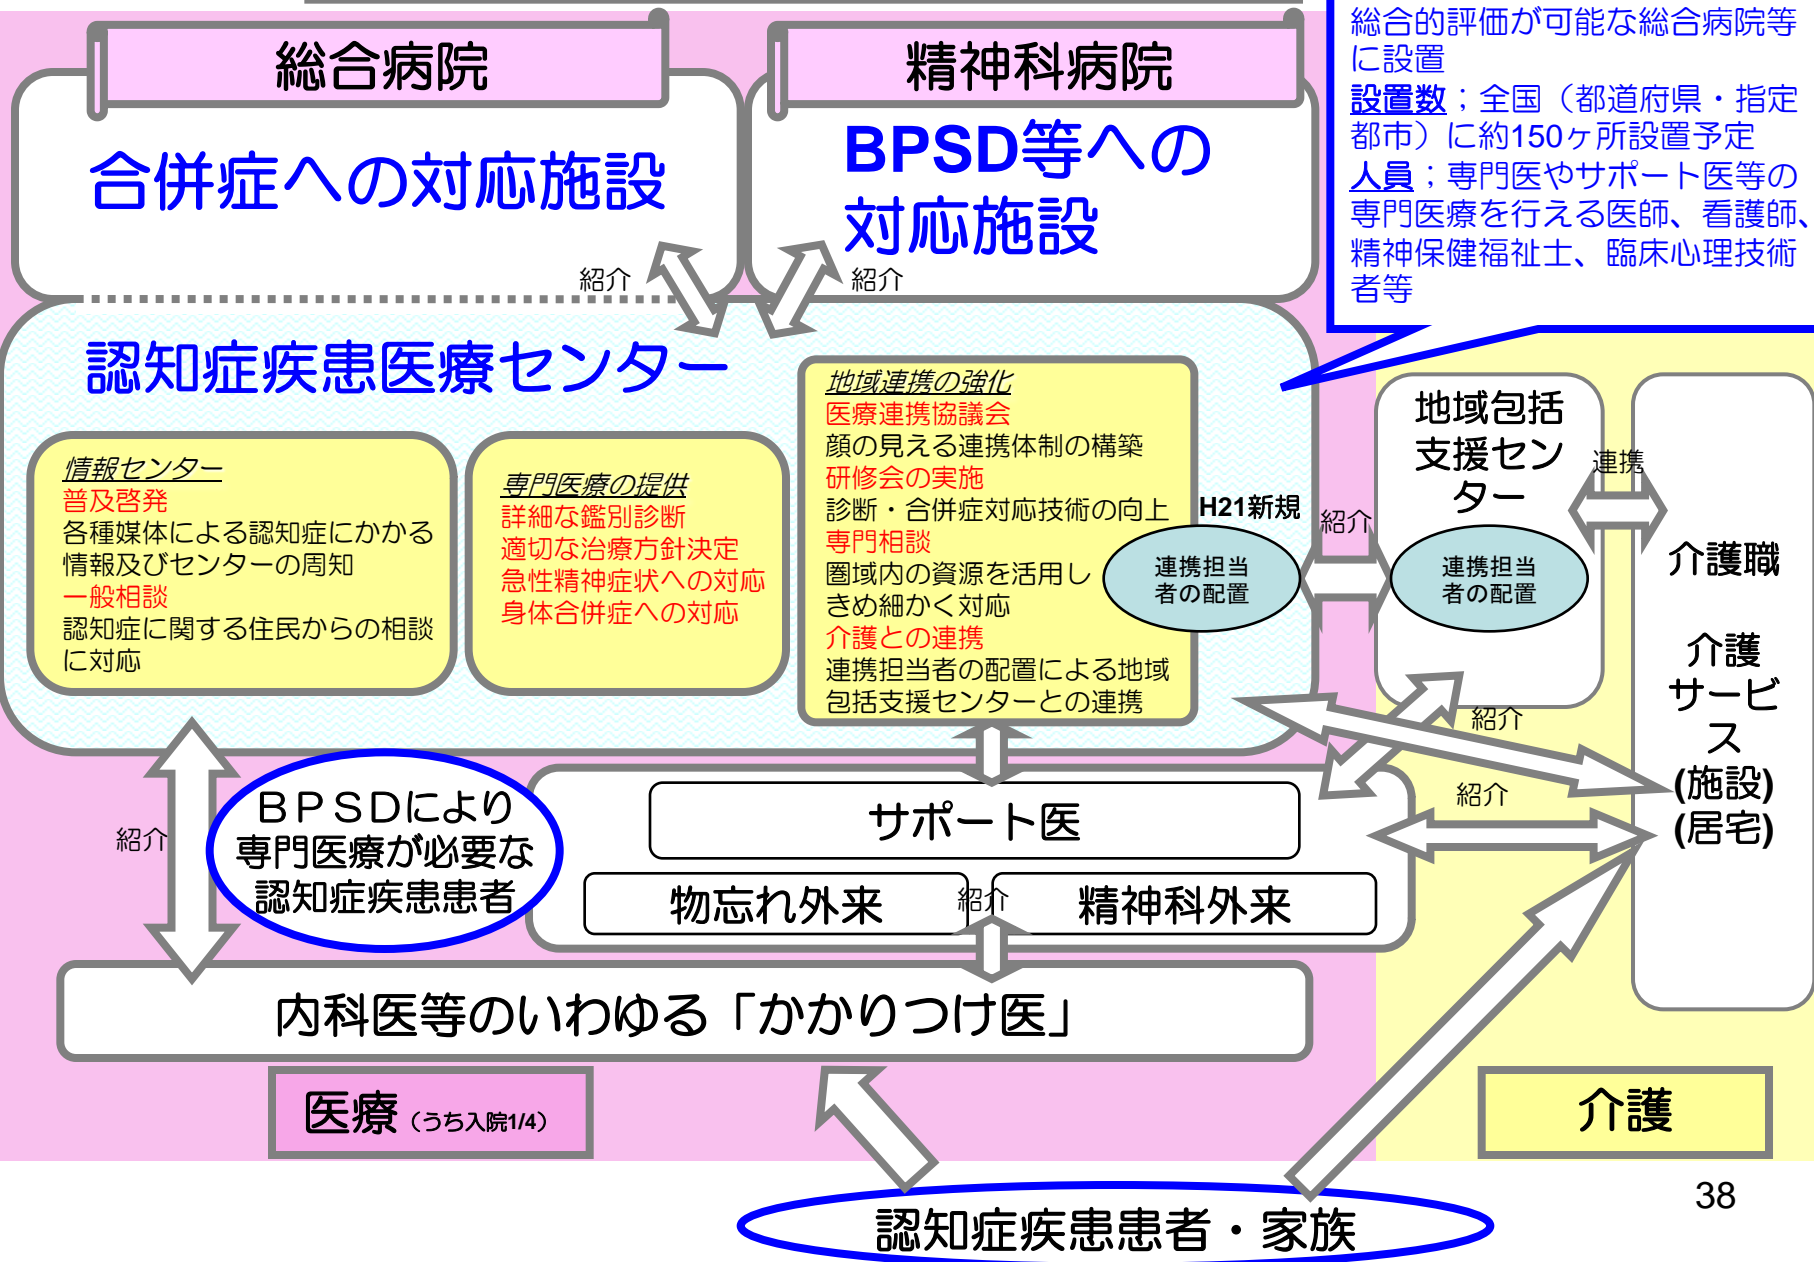 総合病院
精神科病院
合併症への対応施設
BPSD等への
対応施設
総合的評価が可能な総合病院等
に設置
設置数；全国（都道府県・指定
都市）に約150ヶ所設置予定
人員；専門医やサポート医等の
専門医療を行える医師、看護師、
精神保健福祉士、臨床心理技術
者等
紹介
紹介
認知症疾患医療センター
情報センター
普及啓発
各種媒体による認知症にかかる
情報及びセンターの周知
一般相談
認知症に関する住民からの相談
に対応
専門医療の提供
詳細な鑑別診断
適切な治療方針決定
急性精神症状への対応
身体合併症への対応
地域連携の強化
医療連携協議会
顔の見える連携体制の構築
研修会の実施
診断・合併症対応技術の向上
専門相談
圏域内の資源を活用し
きめ細かく対応
介護との連携
連携担当者の配置による地域
包括支援センターとの連携
H21新規
連携担当
者の配置
紹介
地域包括
支援セン
ター
連携担当
者の配置
連携
介護職
介護
サービ
ス
(施設)
(居宅)
紹介
紹介
紹介
BPSDにより
専門医療が必要な
認知症疾患患者
サポート医
物忘れ外来
紹介
精神科外来
内科医等のいわゆる「かかりつけ医」
医療（うち入院1/4）
介護
認知症疾患患者・家族
38